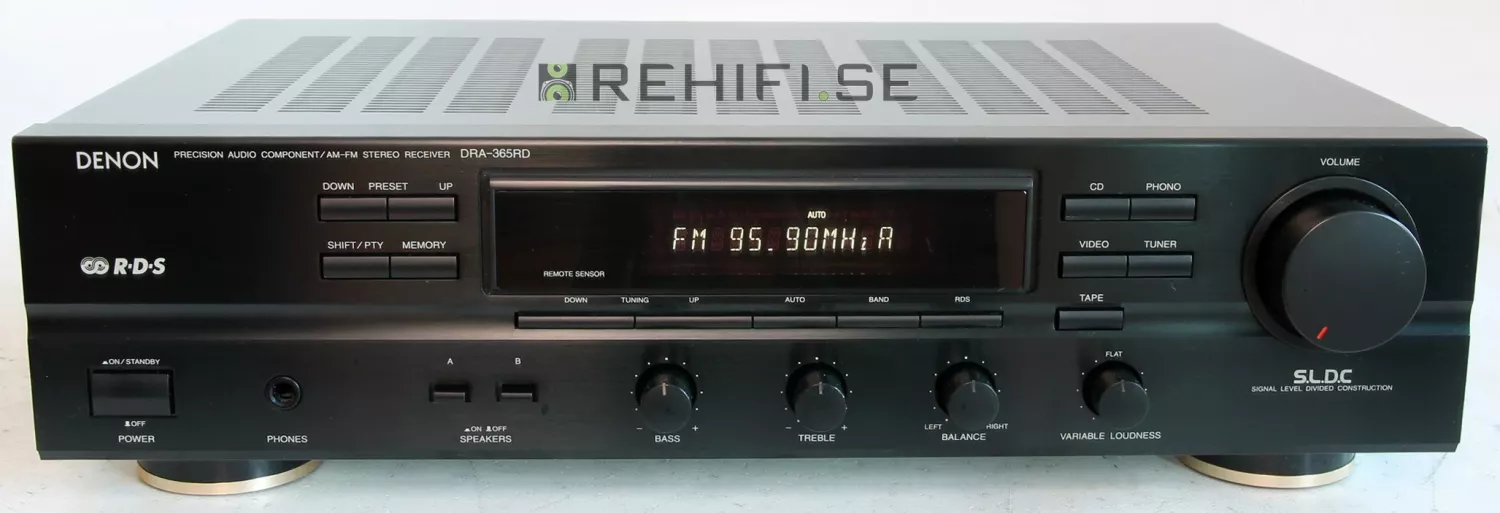 REHIFI.SE
DENON PRECISION AUDIO COMPONENT/AM-FM STEREO RECEIVER DRA-365RD
VOLUME
DOWN PRESET UP
CD PHONO
AUTO
FM 95.90MHz A
SHIFT/PTY MEMORY
VIDEO TUNER
R·D·S
REMOTE SENSOR
DOWN TUNING UP AUTO BAND RDS
TAPE
ON/STANDBY
A B
FLAT
S.L.D.C
SIGNAL LEVEL DIVIDED CONSTRUCTION
OFF
ON OFF
- +
- +
LEFT RIGHT
POWER PHONES SPEAKERS BASS TREBLE BALANCE VARIABLE LOUDNESS